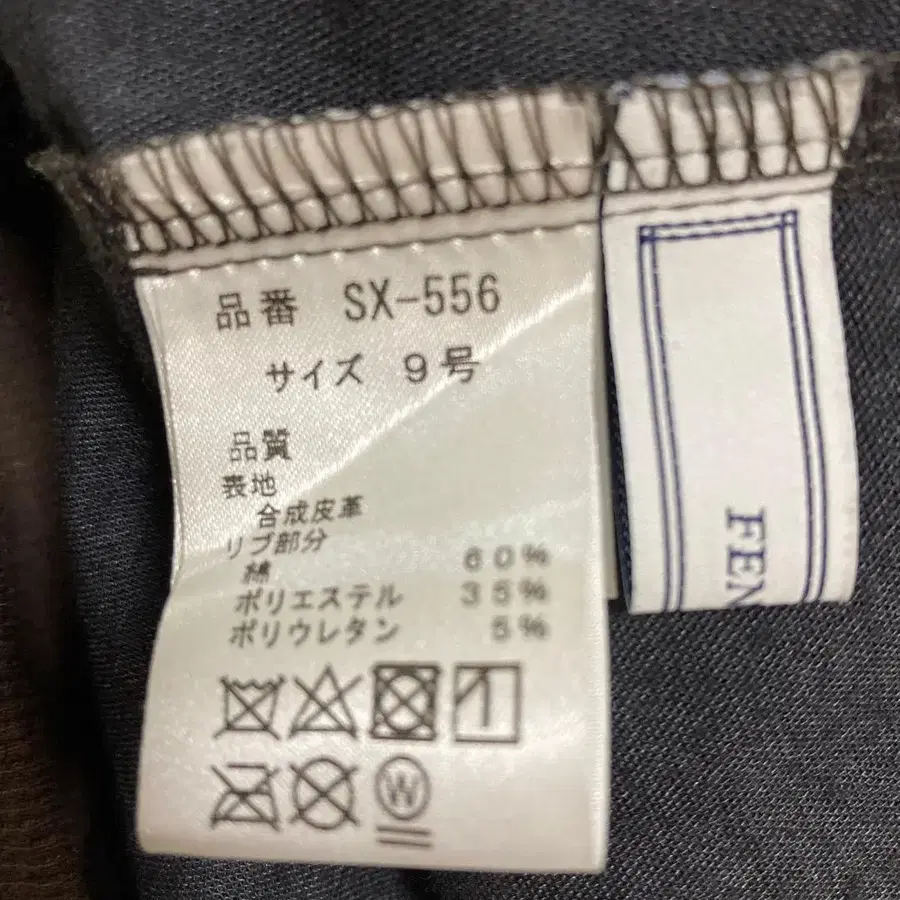 品番 SX-556
サイズ 9号
品質
表地
合成皮革
リブ部分
綿 60%
ポリエステル 35%
ポリウレタン 5%
W
FEN